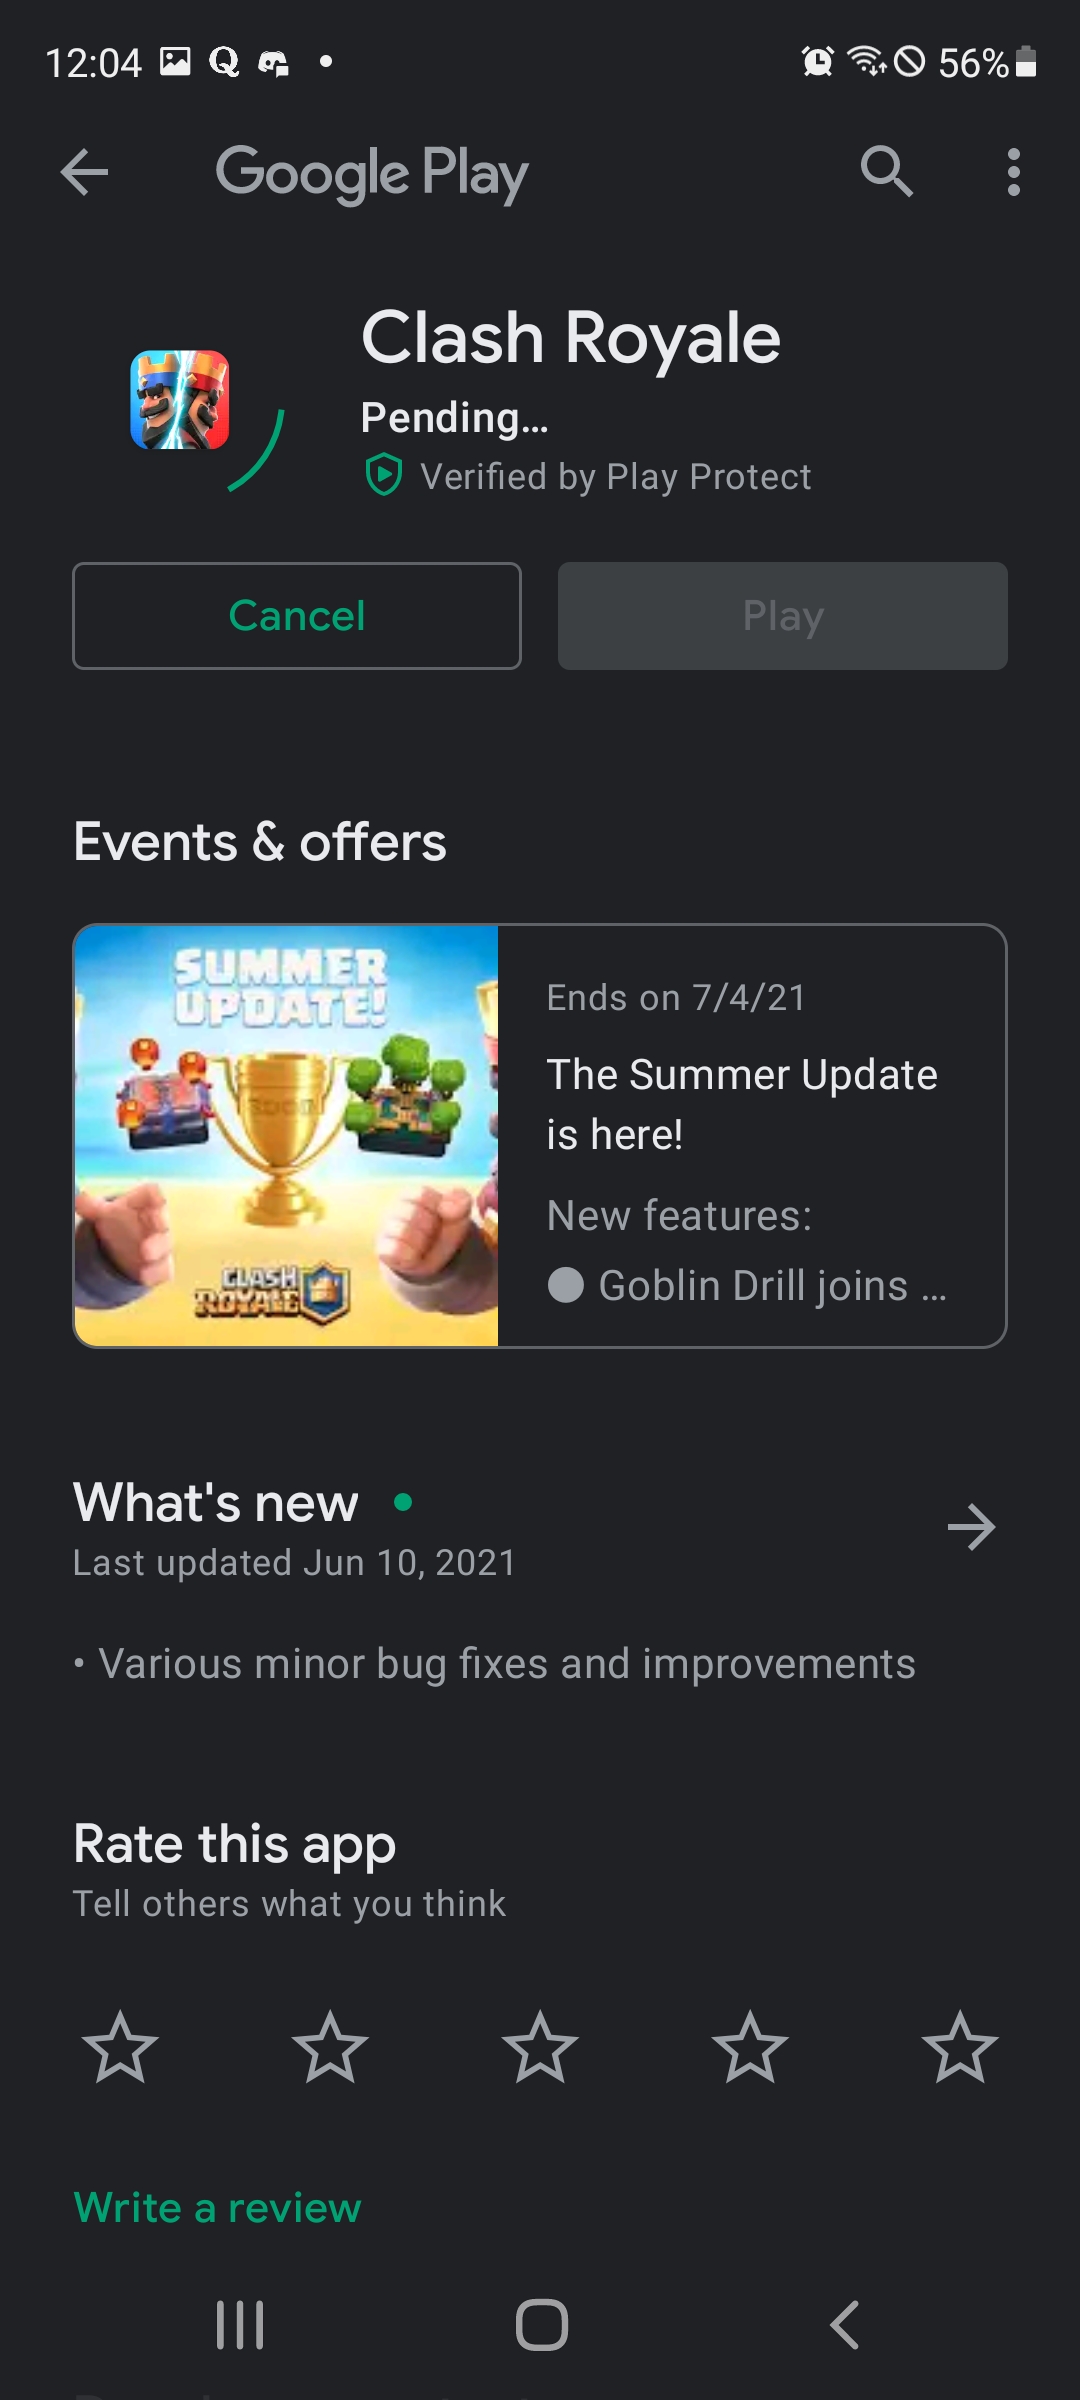 12:04
56%
Google Play
Clash Royale
Pending...
Verified by Play Protect
Cancel
Play
Events & offers
SUMMER
UPDATE!
CLASH
ROYALE
Ends on 7/4/21
The Summer Update
is here!
New features:
Goblin Drill joins ...
What's new
Last updated Jun 10, 2021
• Various minor bug fixes and improvements
Rate this app
Tell others what you think
Write a review